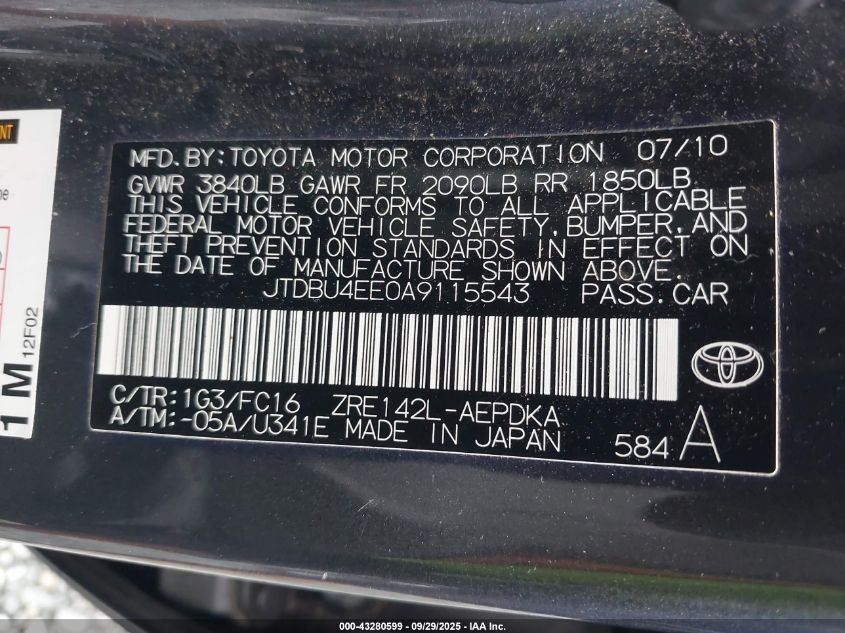 NT
ne
1 M 12F02
MFD. BY: TOYOTA MOTOR CORPORATION 07/10
GVWR 3840LB GAWR FR 2090LB RR 1850LB
THIS VEHICLE CONFORMS TO ALL APPLICABLE
FEDERAL MOTOR VEHICLE SAFETY, BUMPER, AND
THEFT PREVENTION STANDARDS IN EFFECT ON
THE DATE OF MANUFACTURE SHOWN ABOVE.
JTDBU4EE0A9115543 PASS. CAR
C/TR: 1G3/FC16 ZRE142L-AEPDKA
A/TM: -05A/U341E MADE IN JAPAN 584 A
000-43280599 - 09/29/2025 - IAA Inc.